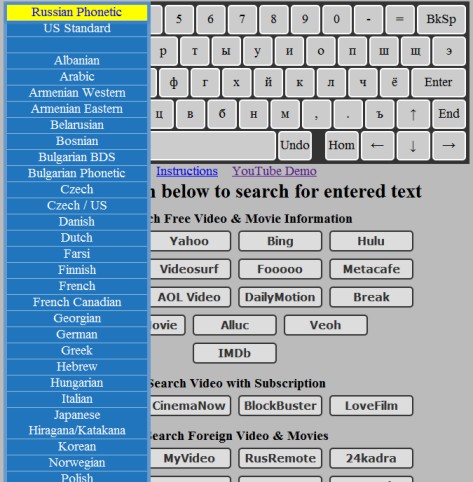 Russian Phonetic
US Standard
Albanian
Arabic
Armenian Western
Armenian Eastern
Belarusian
Bosnian
Bulgarian BDS
Bulgarian Phonetic
Czech
Czech / US
Danish
Dutch
Farsi
Finnish
French
French Canadian
Georgian
German
Greek
Hebrew
Hungarian
Italian
Japanese
Hiragana/Katakana
Korean
Norwegian
Polish
5 6 7 8 9 0 - = BkSp
р т ы у и о п ш щ э
ф г х й к л ч ё Enter
ц в б н м , . ъ ↑ End
Undo Hom ← ↓ →
Instructions YouTube Demo
below to search for entered text
Free Video & Movie Information
Yahoo Bing Hulu
Videosurf Fooooo Metacafe
AOL Video DailyMotion Break
ovie Alluc Veoh
IMDb
Search Video with Subscription
CinemaNow BlockBuster LoveFilm
earch Foreign Video & Movies
MyVideo RusRemote 24kadra